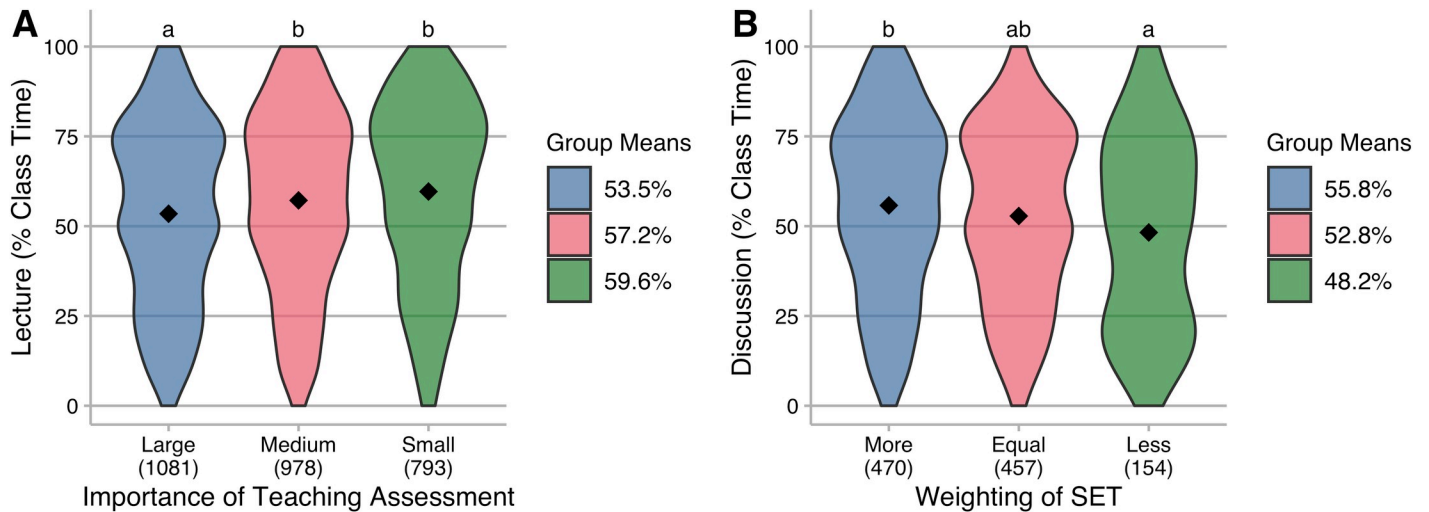 A
a b b
100
75
50
25
0
Lecture (% Class Time)
Large Medium Small
(1081) (978) (793)
Importance of Teaching Assessment
Group Means
53.5%
57.2%
59.6%
B
b ab a
100
75
50
25
0
Discussion (% Class Time)
More Equal Less
(470) (457) (154)
Weighting of SET
Group Means
55.8%
52.8%
48.2%